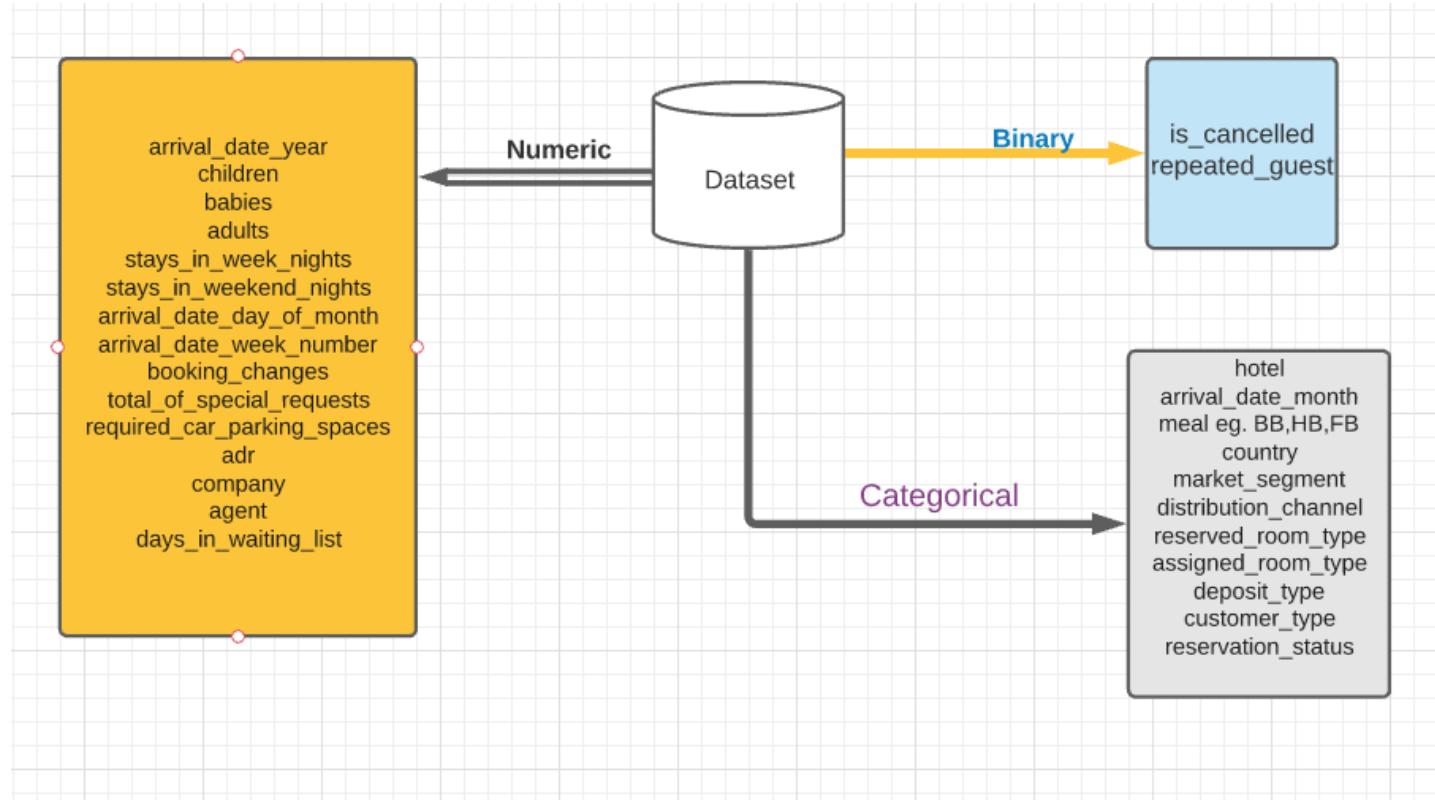 arrival_date_year
children
babies
adults
stays_in_week_nights
stays_in_weekend_nights
arrival_date_day_of_month
arrival_date_week_number
booking_changes
total_of_special_requests
required_car_parking_spaces
adr
company
agent
days_in_waiting_list
Numeric
Dataset
Binary
is_cancelled
repeated_guest
Categorical
hotel
arrival_date_month
meal eg. BB,HB,FB
country
market_segment
distribution_channel
reserved_room_type
assigned_room_type
deposit_type
customer_type
reservation_status